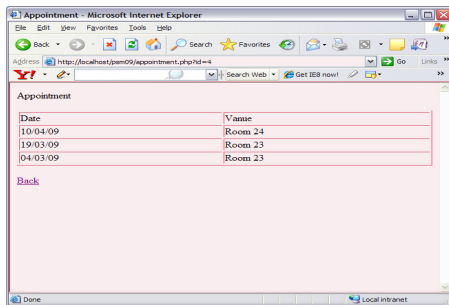 Appointment - Microsoft Internet Explorer
File Edit View Favorites Tools Help
Back Search Favorites
Address http://localhost/psm09/appointment.php?id=4 Go Links »
Y! Search Web Get IE8 now! »
Appointment
Date Vanue
10/04/09 Room 24
19/03/09 Room 23
04/03/09 Room 23
Back
Done Local intranet